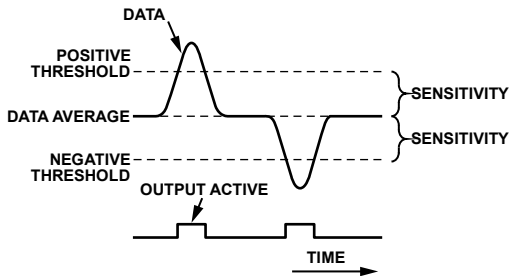 DATA
POSITIVE
THRESHOLD
SENSITIVITY
DATA AVERAGE
SENSITIVITY
NEGATIVE
THRESHOLD
OUTPUT ACTIVE
TIME